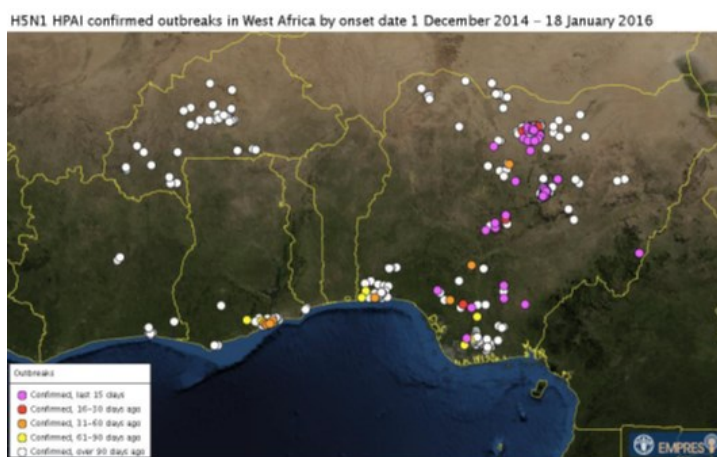 H5N1 HPAI confirmed outbreaks in West Africa by onset date 1 December 2014 – 18 January 2016
Outbreaks
Confirmed, last 15 days
Confirmed, 16-30 days ago
Confirmed, 31-60 days ago
Confirmed, 61-90 days ago
Confirmed, over 90 days ago
EMPRES